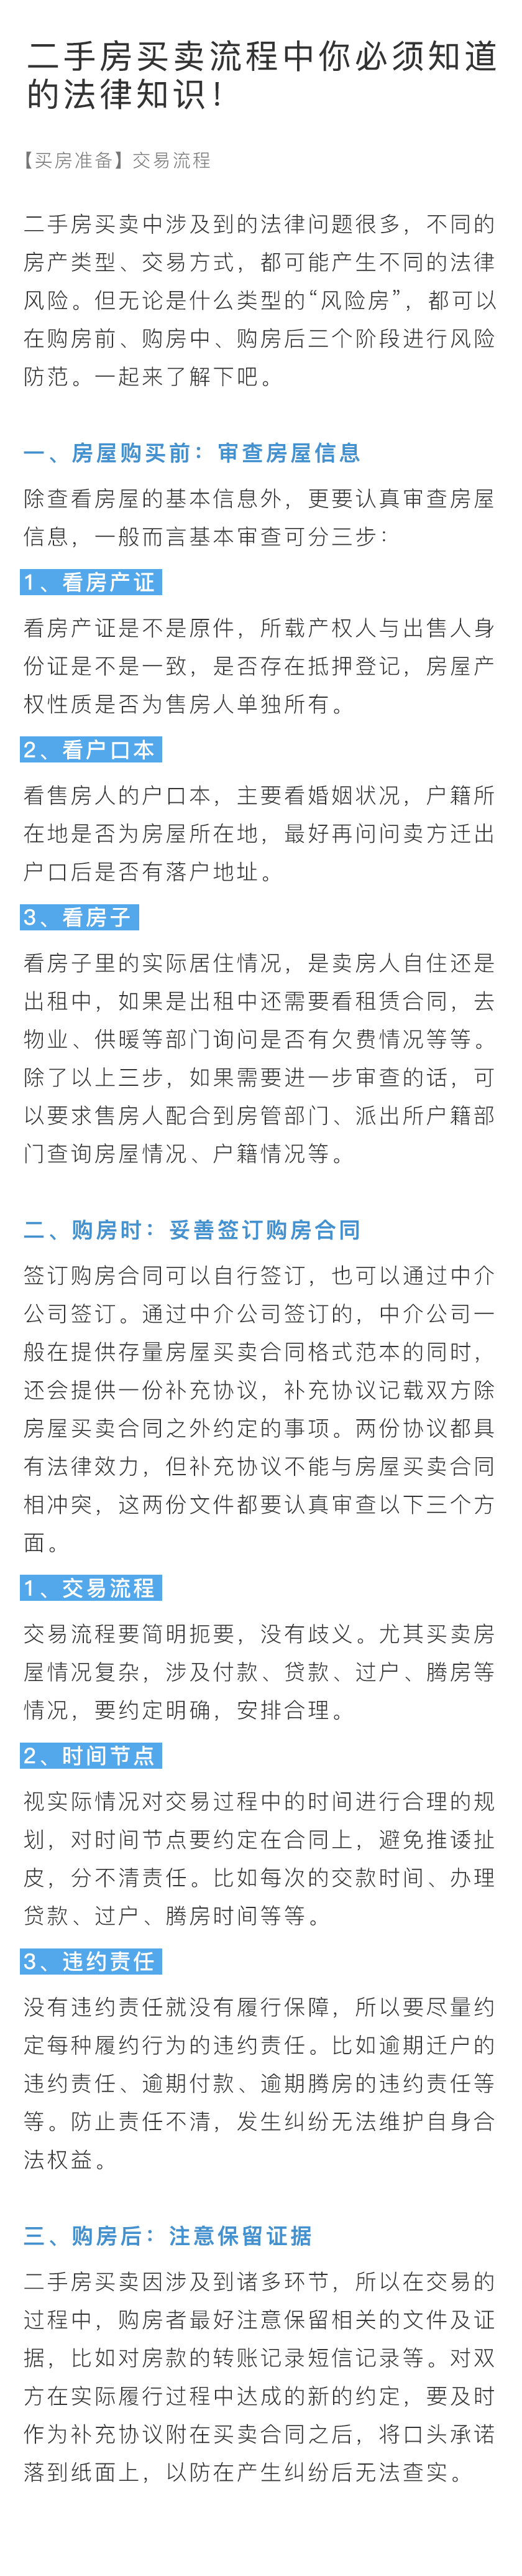 二手房买卖流程中你必须知道
的法律知识！
【买房准备】交易流程
二手房买卖中涉及到的法律问题很多，不同的
房产类型、交易方式，都可能产生不同的法律
风险。但无论是什么类型的“风险房”，都可以
在购房前、购房中、购房后三个阶段进行风险
防范。一起来了解下吧。
一、房屋购买前：审查房屋信息
除查看房屋的基本信息外，更要认真审查房屋
信息，一般而言基本审查可分三步：
1、看房产证
看房产证是不是原件，所载产权人与出售人身
份证是不是一致，是否存在抵押登记，房屋产
权性质是否为售房人单独所有。
2、看户口本
看售房人的户口本，主要看婚姻状况，户籍所
在地是否为房屋所在地，最好再问问卖方迁出
户口后是否有落户地址。
3、看房子
看房子里的实际居住情况，是卖房人自住还是
出租中，如果是出租中还需要看租赁合同，去
物业、供暖等部门询问是否有欠费情况等等。
除了以上三步，如果需要进一步审查的话，可
以要求售房人配合到房管部门、派出所户籍部
门查询房屋情况、户籍情况等。
二、购房时：妥善签订购房合同
签订购房合同可以自行签订，也可以通过中介
公司签订。通过中介公司签订的，中介公司一
般在提供存量房屋买卖合同格式范本的同时，
还会提供一份补充协议，补充协议记载双方除
房屋买卖合同之外约定的事项。两份协议都具
有法律效力，但补充协议不能与房屋买卖合同
相冲突，这两份文件都要认真审查以下三个方
面。
1、交易流程
交易流程要简明扼要，没有歧义。尤其买卖房
屋情况复杂，涉及付款、贷款、过户、腾房等
情况，要约定明确，安排合理。
2、时间节点
视实际情况对交易过程中的时间进行合理的规
划，对时间节点要约定在合同上，避免推诿扯
皮，分不清责任。比如每次的交款时间、办理
贷款、过户、腾房时间等等。
3、违约责任
没有违约责任就没有履行保障，所以要尽量约
定每种履约行为的违约责任。比如逾期迁户的
违约责任、逾期付款、逾期腾房的违约责任等
等。防止责任不清，发生纠纷无法维护自身合
法权益。
三、购房后：注意保留证据
二手房买卖因涉及到诸多环节，所以在交易的
过程中，购房者最好注意保留相关的文件及证
据，比如对房款的转账记录短信记录等。对双
方在实际履行过程中达成的新的约定，要及时
作为补充协议附在买卖合同之后，将口头承诺
落到纸面上，以防在产生纠纷后无法查实。